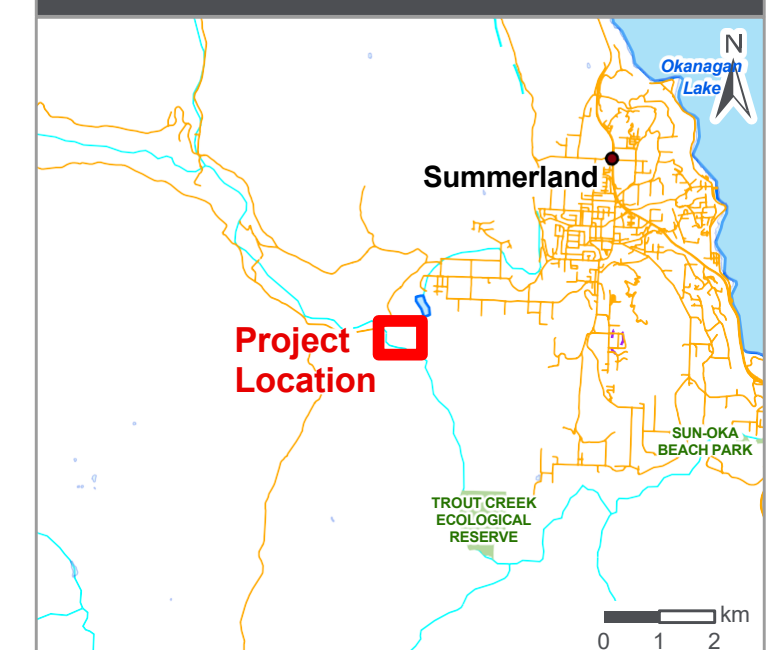 N
Okanagan
Lake
Summerland
Project
Location
SUN-OKA
BEACH PARK
TROUT CREEK
ECOLOGICAL
RESERVE
km
0 1 2